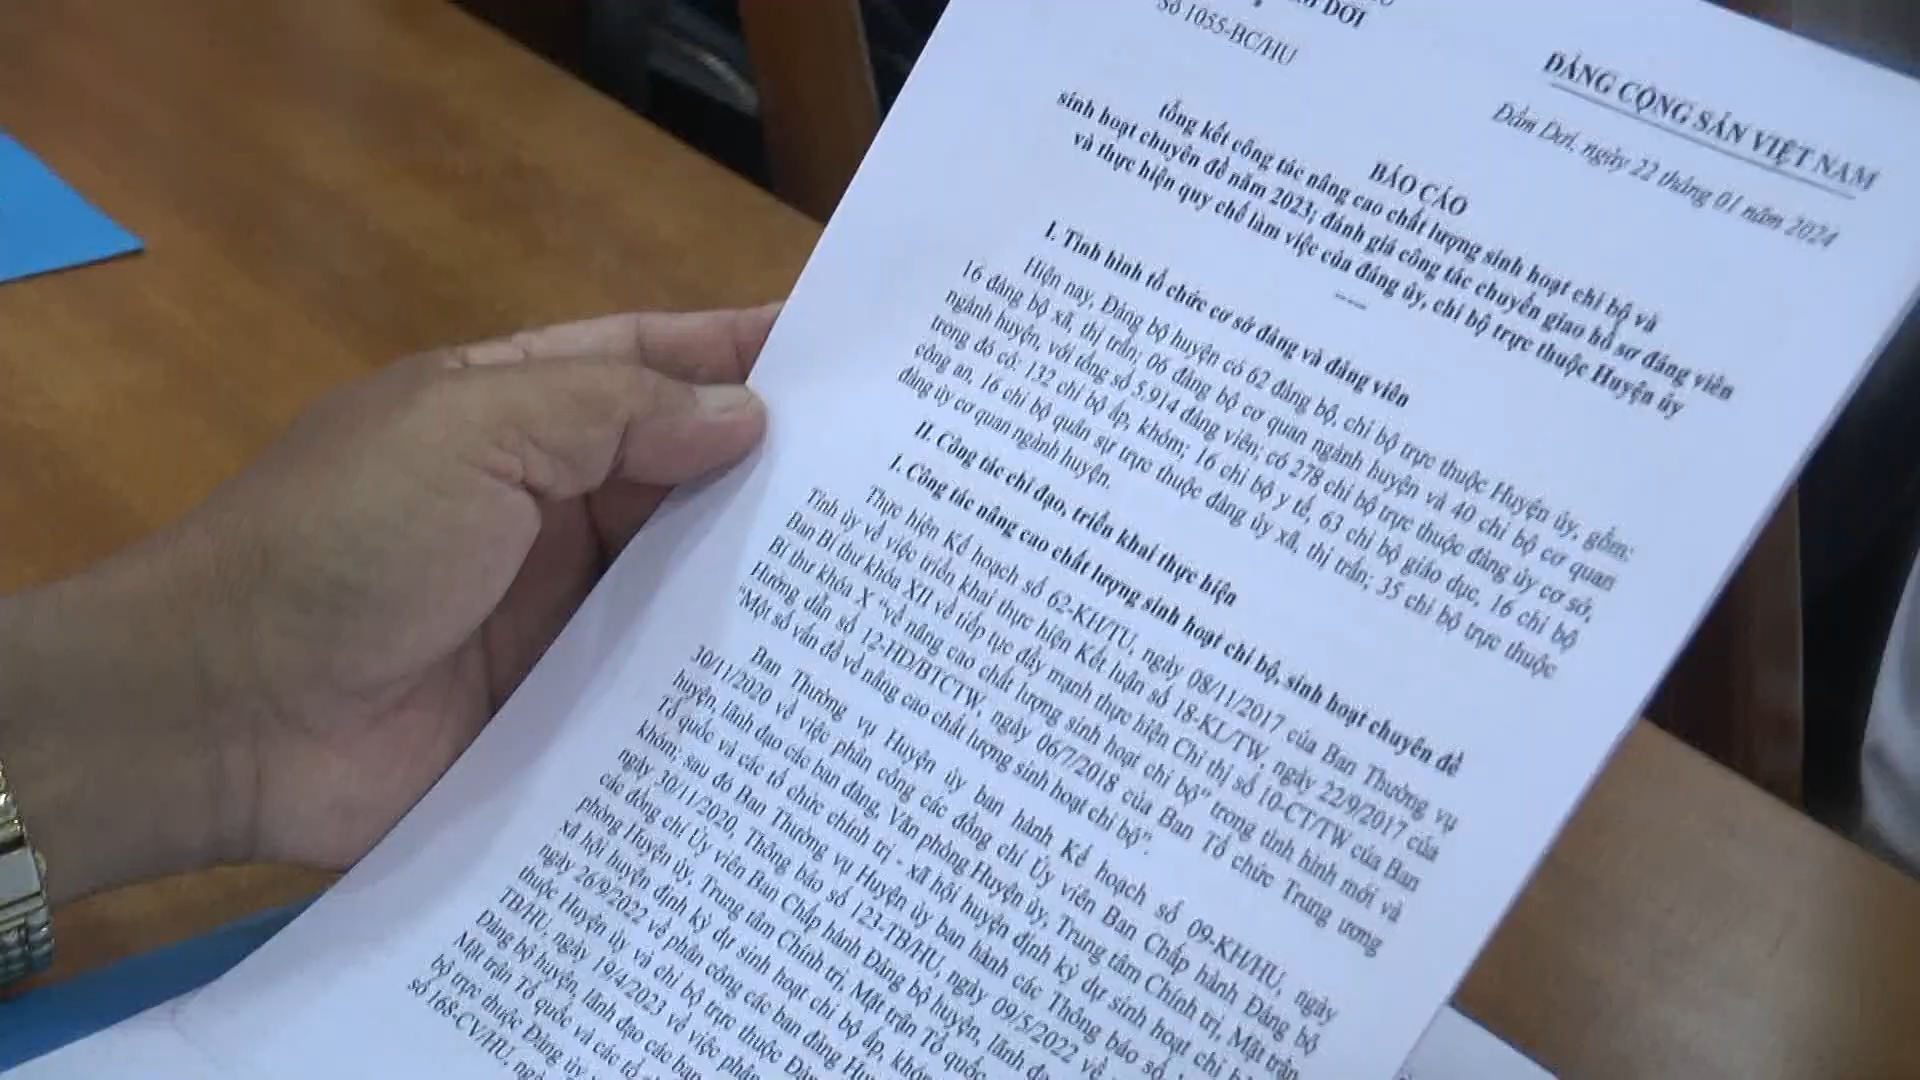 DƠI
Số 1055-BC/HU
ĐẢNG CỘNG SẢN VIỆT NAM
Đầm Dơi, ngày 22 tháng 01 năm 2024
BÁO CÁO
tổng kết công tác nâng cao chất lượng sinh hoạt chi bộ và
sinh hoạt chuyên đề năm 2023; đánh giá công tác chuyển giao hồ sơ đảng viên
và thực hiện quy chế làm việc của đảng ủy, chi bộ trực thuộc Huyện ủy
I. Tình hình tổ chức cơ sở đảng và đảng viên
Hiện nay, Đảng bộ huyện có 62 đảng bộ, chi bộ trực thuộc Huyện ủy, gồm:
16 đảng bộ xã, thị trấn; 06 đảng bộ cơ quan ngành huyện và 40 chi bộ cơ quan
ngành huyện, với tổng số 5.914 đảng viên; có 278 chi bộ trực thuộc đảng ủy cơ sở,
trong đó có: 132 chi bộ ấp, khóm; 16 chi bộ y tế, 63 chi bộ giáo dục, 16 chi bộ
công an, 16 chi bộ quân sự trực thuộc đảng ủy xã, thị trấn; 35 chi bộ trực thuộc
đảng ủy cơ quan ngành huyện.
II. Công tác chỉ đạo, triển khai thực hiện
1. Công tác nâng cao chất lượng sinh hoạt chi bộ, sinh hoạt chuyên đề
Thực hiện Kế hoạch số 62-KH/TU, ngày 08/11/2017 của Ban Thường vụ
Tỉnh ủy về việc triển khai thực hiện Kết luận số 18-KL/TW, ngày 22/9/2017 của
Ban Bí thư khóa XII về tiếp tục đẩy mạnh thực hiện Chỉ thị số 10-CT/TW của Ban
Bí thư khóa X "về nâng cao chất lượng sinh hoạt chi bộ" trong tình hình mới và
Hướng dẫn số 12-HD/BTCTW, ngày 06/7/2018 của Ban Tổ chức Trung ương
"Một số vấn đề về nâng cao chất lượng sinh hoạt chi bộ".
Ban Thường vụ Huyện ủy ban hành Kế hoạch số 09-KH/HU, ngày
30/11/2020 về việc phân công các đồng chí Ủy viên Ban Chấp hành Đảng bộ
huyện, lãnh đạo các ban đảng, Văn phòng Huyện ủy, Trung tâm Chính trị, Mặt trận
Tổ quốc và các tổ chức chính trị - xã hội huyện định kỳ dự sinh hoạt chi bộ
khóm; sau đó Ban Thường vụ Huyện ủy ban hành các Thông báo số
ngày 30/11/2020, Thông báo số 123-TB/HU, ngày 09/5/2022 về
các đồng chí Ủy viên Ban Chấp hành Đảng bộ huyện, lãnh đạo
phòng Huyện ủy, Trung tâm Chính trị, Mặt trận Tổ quốc
xã hội huyện định kỳ dự sinh hoạt chi bộ ấp, khóm
ngày 26/9/2022 về phân công các ban đảng
thuộc Huyện ủy và chi bộ trực thuộc
TB/HU, ngày 19/4/2023 về việc phân
Đảng bộ huyện, lãnh đạo các ban
Mặt trận Tổ quốc và các tổ
bộ trực thuộc Đảng ủy
số 168-CV/HU,